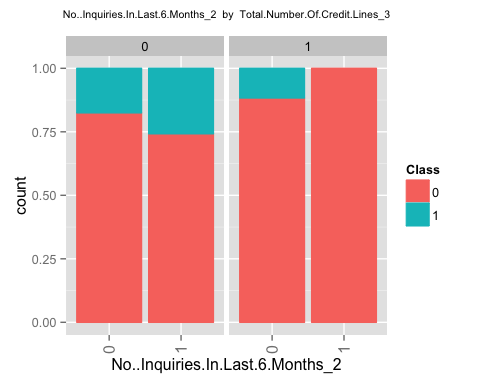 No..Inquiries.In.Last.6.Months_2 by Total.Number.Of.Credit.Lines_3
0 1
1.00
0.75
0.50
0.25
0.00
count
0 1 0 1
No..Inquiries.In.Last.6.Months_2
Class
0
1